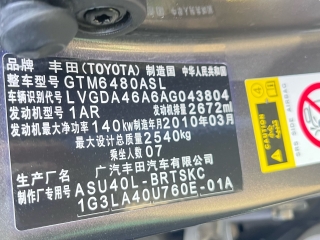 品牌 丰田(TOYOTA) 制造国 中华人民共和国
整车型号 GTM6480ASL
车辆识别代号 LVGDA46A6AG043804
发动机型号 1AR 发动机排量 2672ml
发动机最大净功率 140kw 制造年月 2010年03月
最大设计总质量 2540kg
乘坐人数 07
生产厂 广汽丰田汽车有限公司
制作厂专用号 ASU40L-BRTSKC
1G3LA40U760E-01A